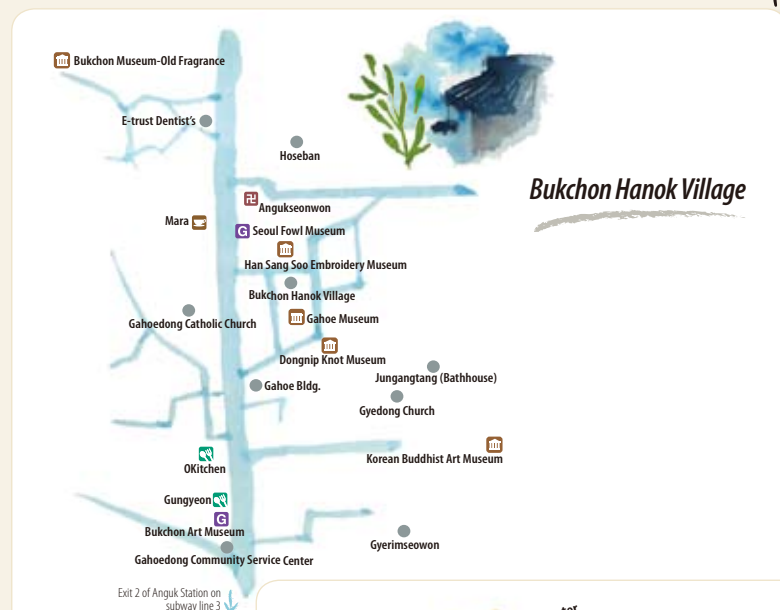 Bukchon Museum-Old Fragrance
E-trust Dentist's
Hoseban
Bukchon Hanok Village
Angukseonwon
Mara
G Seoul Fowl Museum
Han Sang Soo Embroidery Museum
Bukchon Hanok Village
Gahoedong Catholic Church
Gahoe Museum
Dongnip Knot Museum
Jungangtang (Bathhouse)
Gahoe Bldg.
Gyedong Church
Korean Buddhist Art Museum
OKitchen
Gungyeon
G
Bukchon Art Museum
Gyerimseowon
Gahoedong Community Service Center
Exit 2 of Anguk Station on
subway line 3